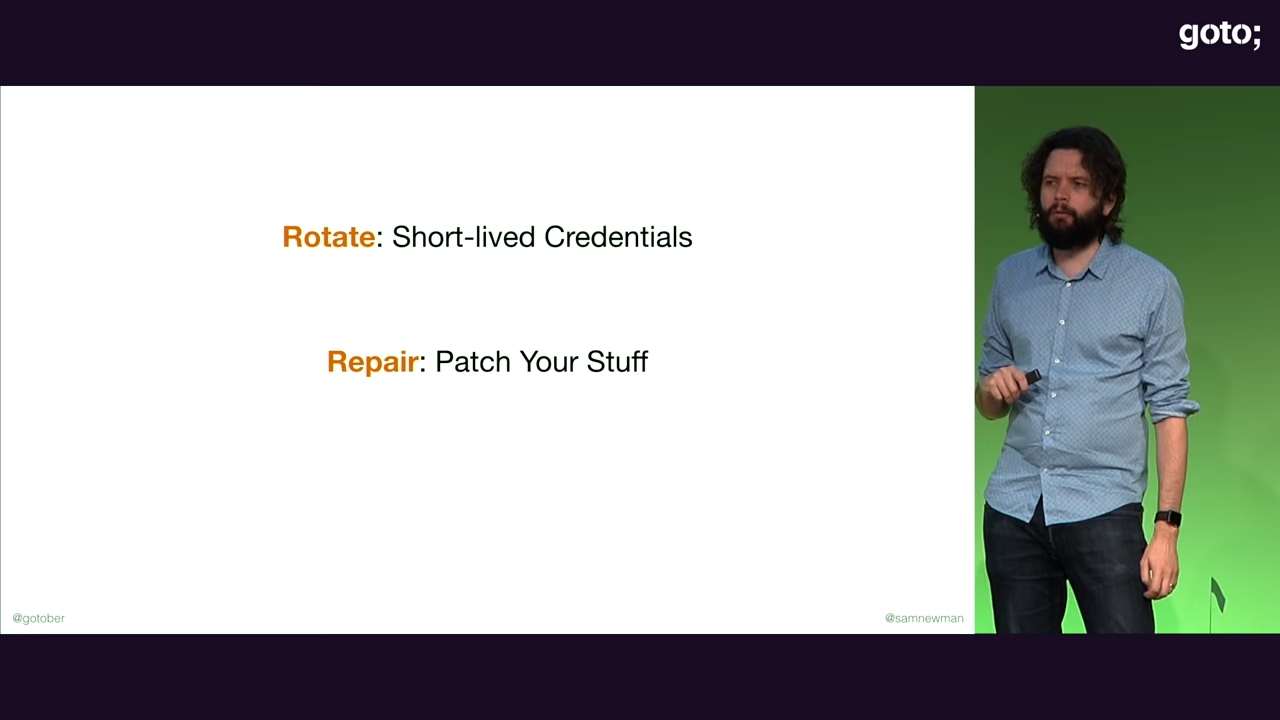 goto;
Rotate: Short-lived Credentials
Repair: Patch Your Stuff
@gotober
@samnewman